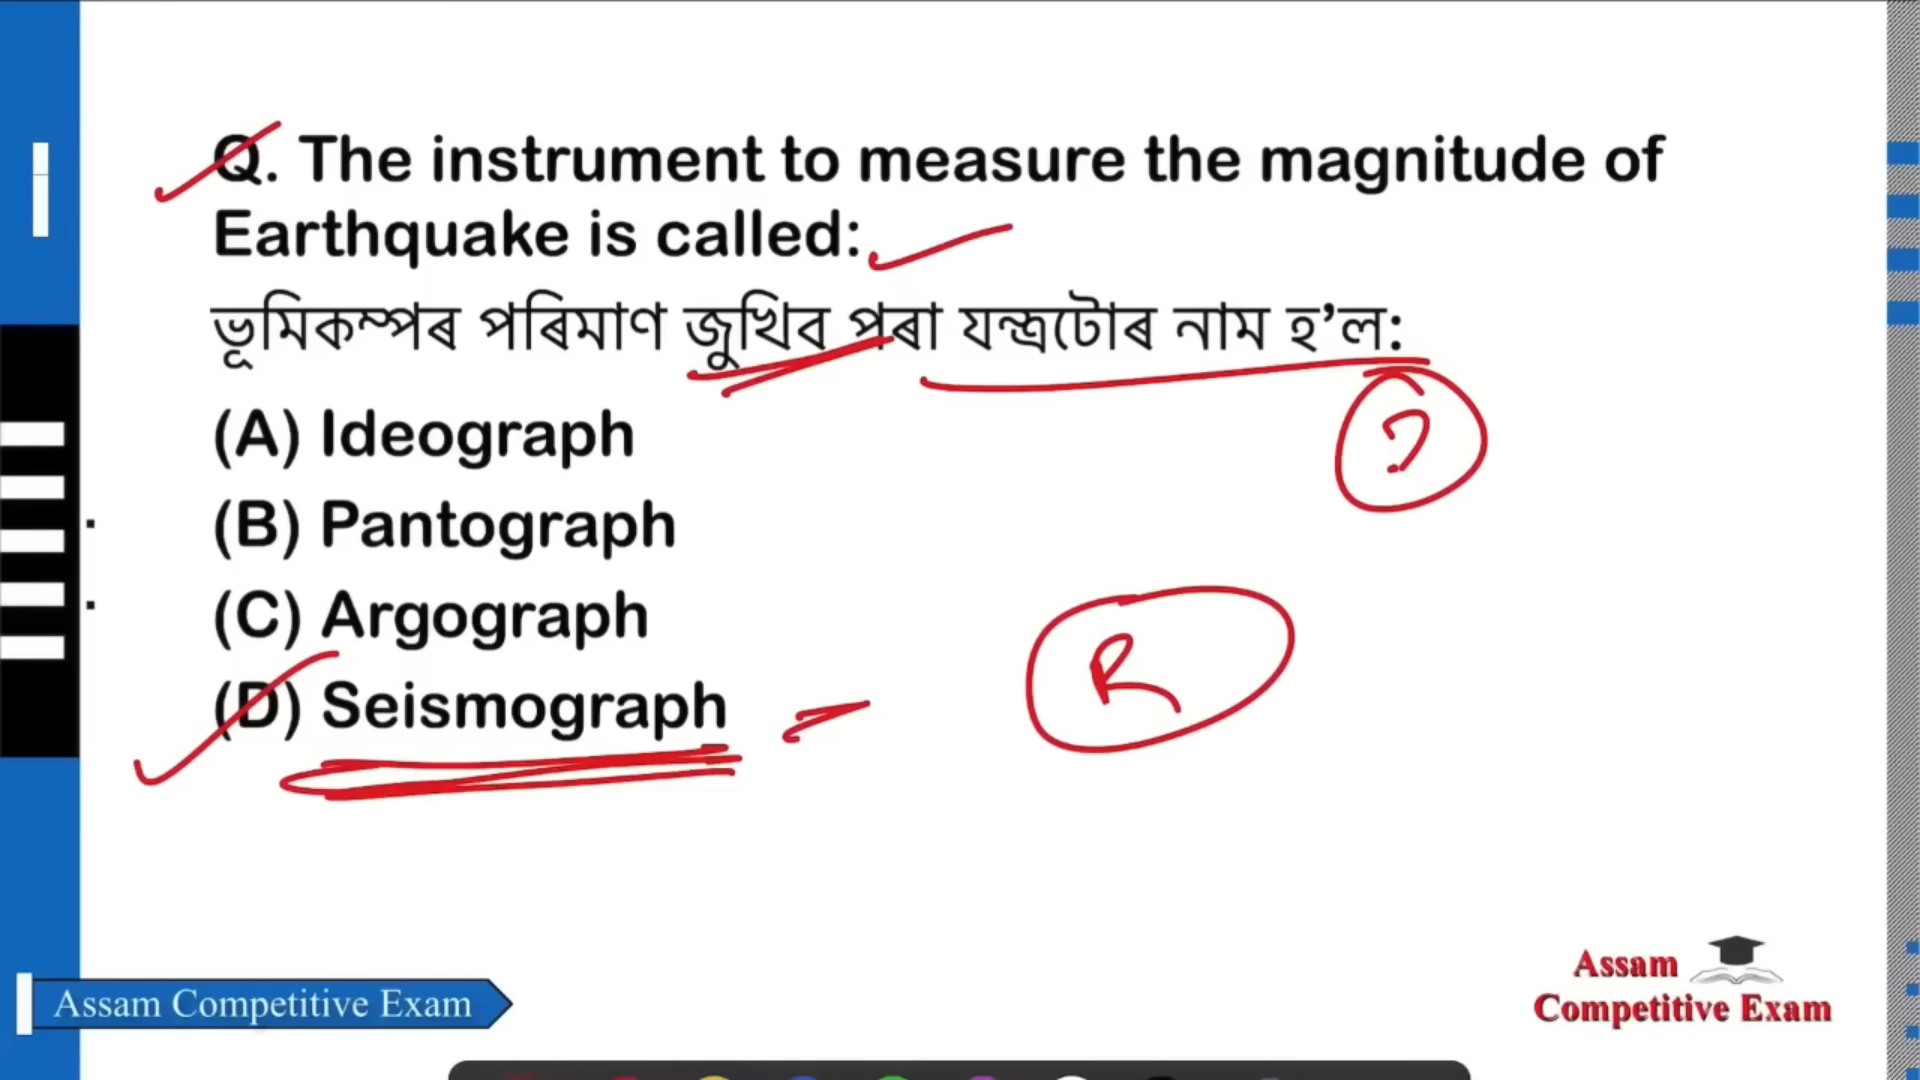 Q. The instrument to measure the magnitude of
Earthquake is called:
ভূমিকম্পৰ পৰিমাণ জুখিব পৰা যন্ত্ৰটোৰ নাম হ’ল:
?
(A) Ideograph
(B) Pantograph
(C) Argograph
R
(D) Seismograph
Assam Competitive Exam
Assam
Competitive Exam